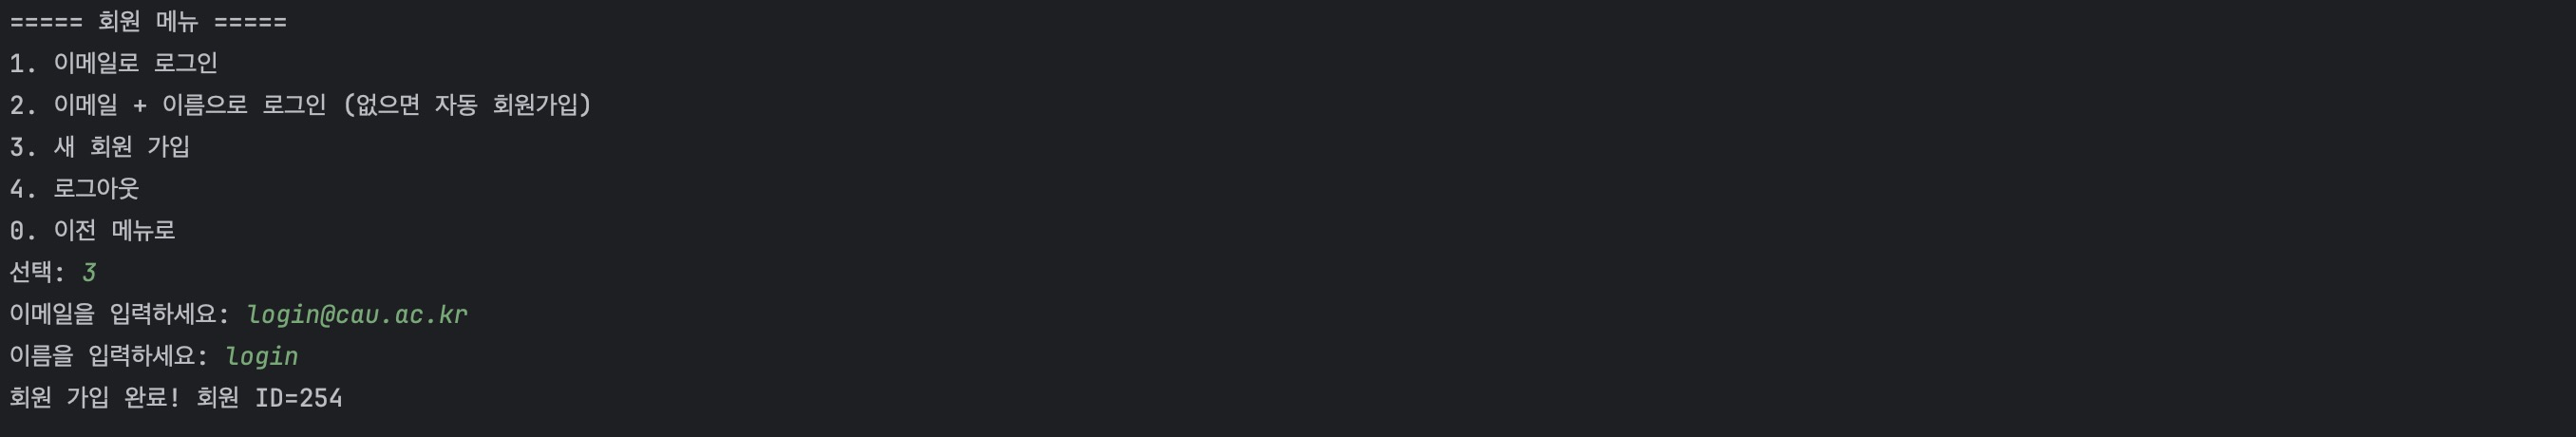 ===== 회원 메뉴 =====
1. 이메일로 로그인
2. 이메일 + 이름으로 로그인 (없으면 자동 회원가입)
3. 새 회원 가입
4. 로그아웃
0. 이전 메뉴로
선택: 3
이메일을 입력하세요: login@cau.ac.kr
이름을 입력하세요: login
회원 가입 완료! 회원 ID=254